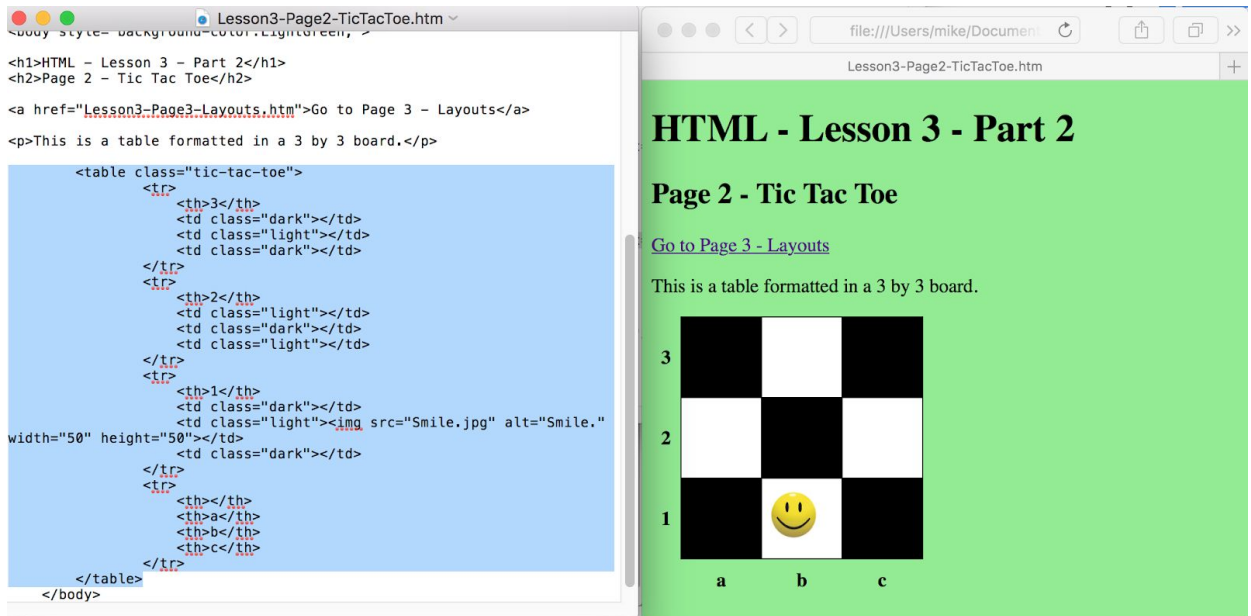 Lesson3-Page2-TicTacToe.htm
<body style="background-color:LightGreen;">
<h1>HTML - Lesson 3 - Part 2</h1>
<h2>Page 2 - Tic Tac Toe</h2>
<a href="Lesson3-Page3-Layouts.htm">Go to Page 3 - Layouts</a>
<p>This is a table formatted in a 3 by 3 board.</p>
<table class="tic-tac-toe">
<tr>
<th>3</th>
<td class="dark"></td>
<td class="light"></td>
<td class="dark"></td>
</tr>
<tr>
<th>2</th>
<td class="light"></td>
<td class="dark"></td>
<td class="light"></td>
</tr>
<tr>
<th>1</th>
<td class="dark"></td>
<td class="light"><img src="Smile.jpg" alt="Smile."
width="50" height="50"></td>
<td class="dark"></td>
</tr>
<tr>
<th></th>
<th>a</th>
<th>b</th>
<th>c</th>
</tr>
</table>
</body>
file:///Users/mike/Document
Lesson3-Page2-TicTacToe.htm
HTML - Lesson 3 - Part 2
Page 2 - Tic Tac Toe
Go to Page 3 - Layouts
This is a table formatted in a 3 by 3 board.
3
2
1
a b c